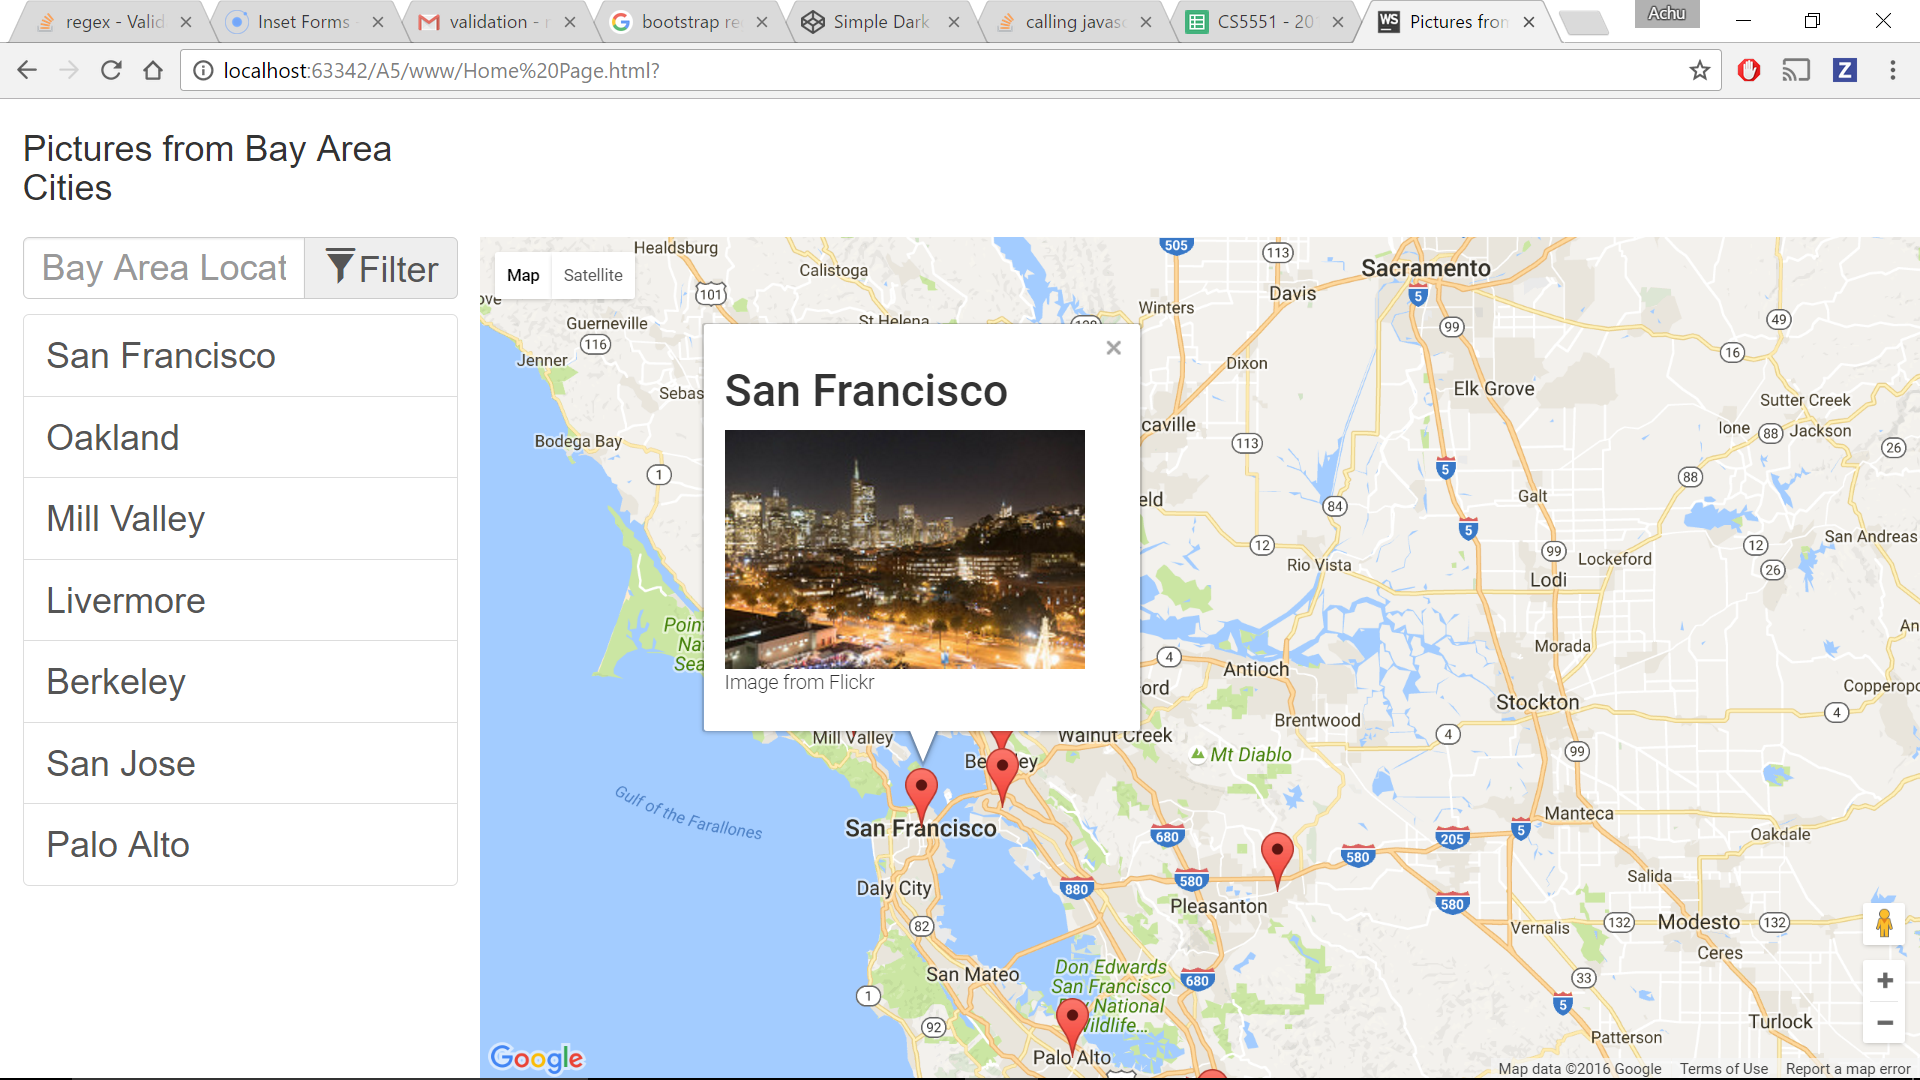 regex - Valid
Inset Forms
validation - r
bootstrap re
Simple Dark
calling javasc
CS5551 - 20
Pictures from
Achu
localhost:63342/A5/www/Home%20Page.html?
Z
Pictures from Bay Area
Cities
Bay Area Locat
Filter
San Francisco
Oakland
Mill Valley
Livermore
Berkeley
San Jose
Palo Alto
Map
Satellite
Healdsburg
Calistoga
101
505
113
Sacramento
5
Davis
Winters
Guerneville
116
St Helena
Jenner
99
49
16
Dixon
Sebas
Elk Grove
Sutter Creek
Ione
88
Jackson
26
San Francisco
Bodega Bay
1
caville
113
5
88
eld
84
Galt
5
12
Rio Vista
99
Lockeford
12
26
San Andreas
Lodi
Poin
Nat
Sea
An
Morada
4
Antioch
ord
Image from Flickr
Stockton
Copperopo
4
Brentwood
4
99
Mill Valley
Walnut Creek
Mt Diablo
Gulf of the Farallones
San Francisco
680
580
205
5
Manteca
Oakdale
Daly City
880
580
Pleasanton
580
Salida
82
Vernalis
132
Modesto
132
Ceres
San Mateo
Don Edwards
San Francisco
Bay National
Wildlife...
680
1
92
33
5
Turlock
Patterson
Palo Alto
Google
Map data ©2016 Google
Terms of Use
Report a map error